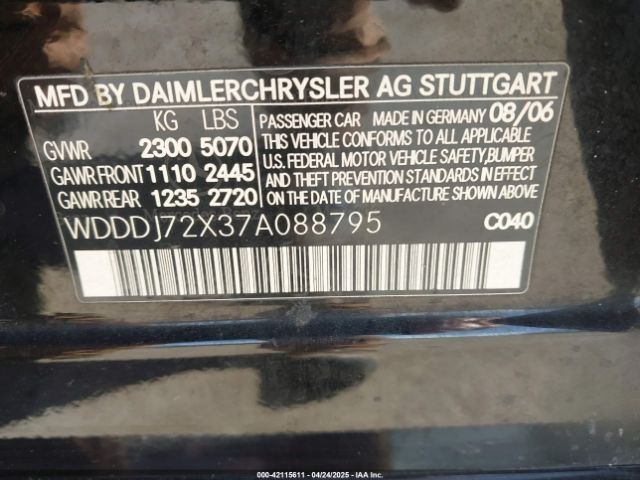 MFD BY DAIMLERCHRYSLER AG STUTTGART
KG LBS
GVWR 2300 5070
GAWR FRONT 1110 2445
GAWR REAR 1235 2720
PASSENGER CAR MADE IN GERMANY 08/06
THIS VEHICLE CONFORMS TO ALL APPLICABLE
U.S. FEDERAL MOTOR VEHICLE SAFETY, BUMPER
AND THEFT PREVENTION STANDARDS IN EFFECT
ON THE DATE OF MANUFACTURE SHOWN ABOVE.
WDDDJ72X37A088795 C040
000-42115611 - 04/24/2025 - IAAI Inc.